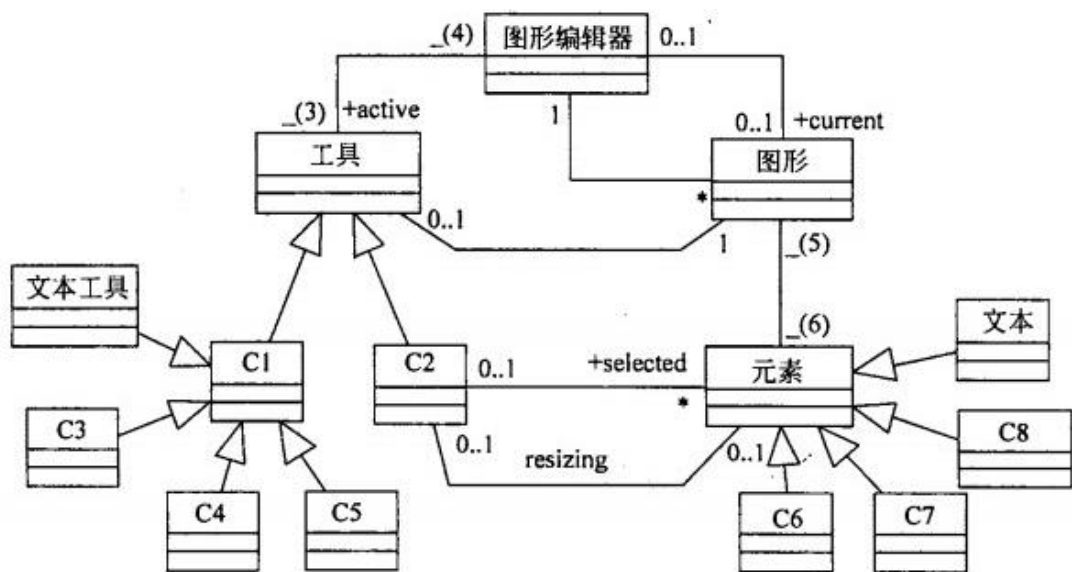 _(4)
图形编辑器
0..1
_(3)
+active
1
0..1
+current
工具
图形
*
0..1
1
_(5)
文本工具
_(6)
文本
C1
C2
0..1
+selected
元素
*
C3
0..1
resizing
0..1
C8
C4
C5
C6
C7